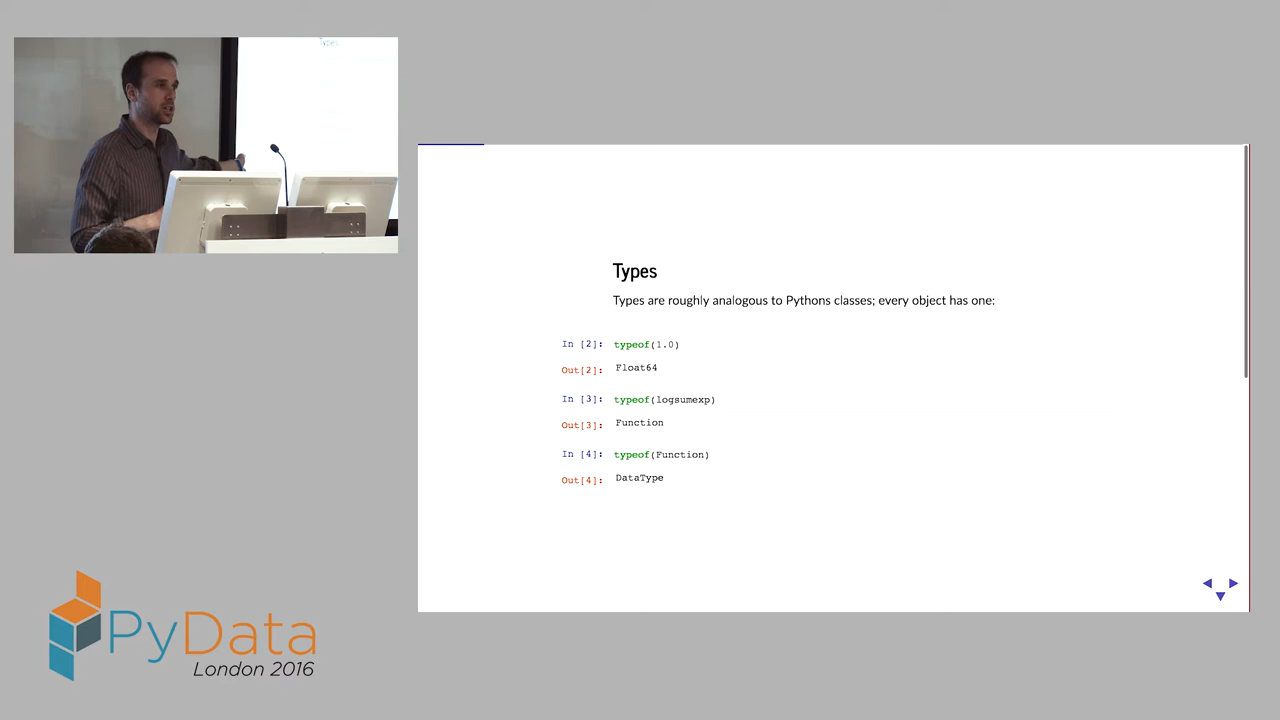 Types
Types
Types are roughly analogous to Pythons classes; every object has one:
In [2]: typeof(1.0)
Out[2]: Float64
In [3]: typeof(logsumexp)
Out[3]: Function
In [4]: typeof(Function)
Out[4]: DataType
PyData
London 2016